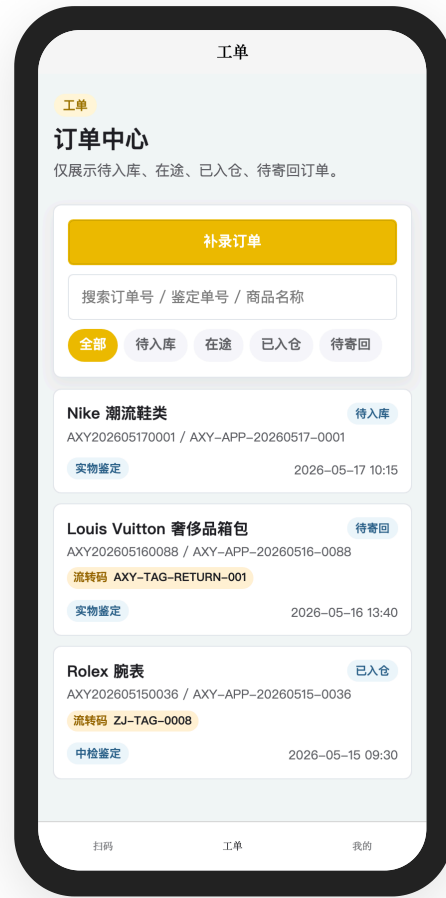 工单
工单
订单中心
仅展示待入库、在途、已入仓、待寄回订单。
补录订单
搜索订单号 / 鉴定单号 / 商品名称
全部 待入库 在途 已入仓 待寄回
Nike 潮流鞋类 待入库
AXY202605170001 / AXY-APP-20260517-0001
实物鉴定 2026-05-17 10:15
Louis Vuitton 奢侈品箱包 待寄回
AXY202605160088 / AXY-APP-20260516-0088
流转码 AXY-TAG-RETURN-001
实物鉴定 2026-05-16 13:40
Rolex 腕表 已入仓
AXY202605150036 / AXY-APP-20260515-0036
流转码 ZJ-TAG-0008
中检鉴定 2026-05-15 09:30
扫码 工单 我的